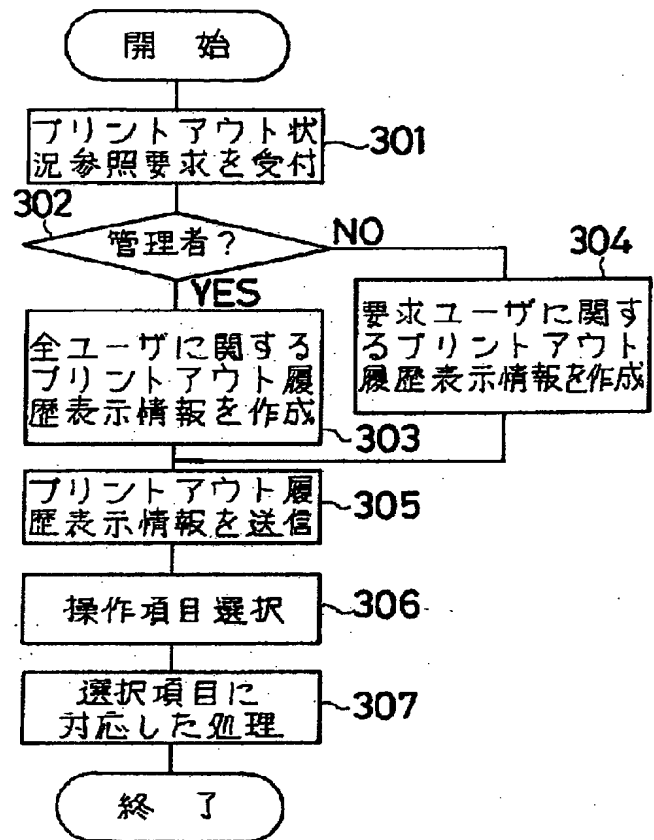 開始
プリントアウト状
況参照要求を受付
301
302
管理者?
NO
YES
304
要求ユーザに関す
るプリントアウト
履歴表示情報を作成
全ユーザに関する
プリントアウト履
歴表示情報を作成
303
プリントアウト履
歴表示情報を送信
305
操作項目選択
306
選択項目に
対応した処理
307
終了